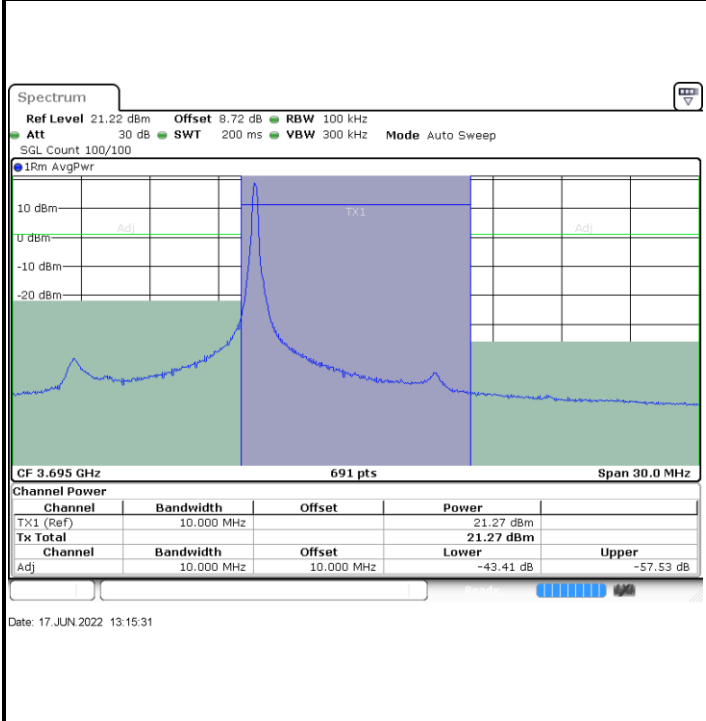 Spectrum
Ref Level 21.22 dBm Offset 8.72 dB RBW 100 kHz
Att 30 dB SWT 200 ms VBW 300 kHz Mode Auto Sweep
SGL Count 100/100
1Rm AvgPwr
10 dBm
TX1
Adj
Adj
0 dBm
-10 dBm
-20 dBm
CF 3.695 GHz 691 pts Span 30.0 MHz
Channel Power
Channel Bandwidth Offset Power
TX1 (Ref) 10.000 MHz 21.27 dBm
Tx Total 21.27 dBm
Channel Bandwidth Offset Lower Upper
Adj 10.000 MHz 10.000 MHz -43.41 dB -57.53 dB
Ready
Date: 17.JUN.2022 13:15:31